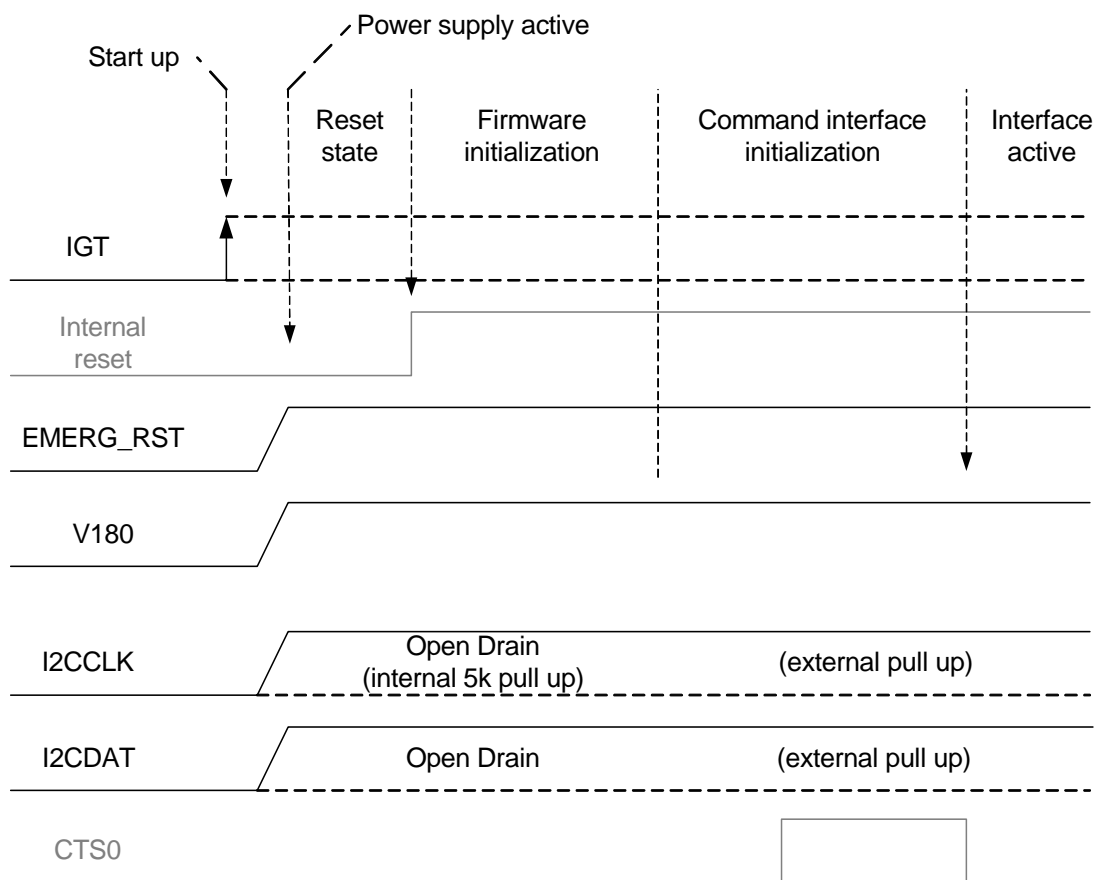 Power supply active
Start up
Reset
state
Firmware
initialization
Command interface
initialization
Interface
active
IGT
Internal
reset
EMERG_RST
V180
I2CCLK
Open Drain
(internal 5k pull up)
(external pull up)
I2CDAT
Open Drain
(external pull up)
CTS0